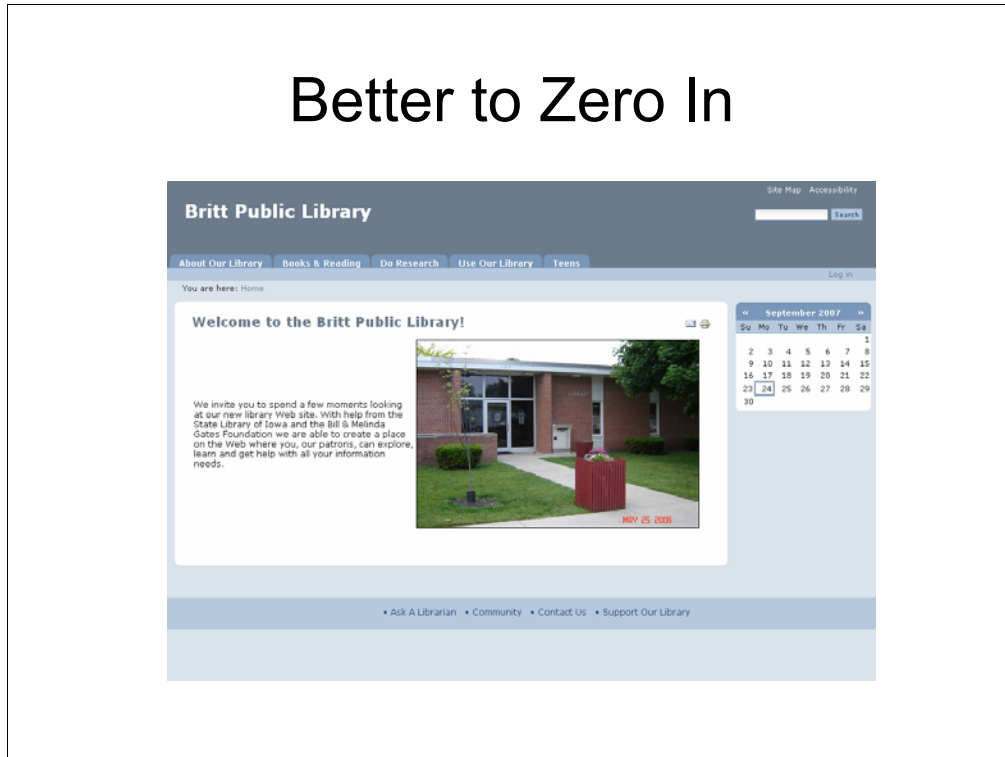 Better to Zero In
Site Map Accessibility
Britt Public Library
Search
About Our Library Books & Reading Do Research Use Our Library Teens
Log in
You are here: Home
Welcome to the Britt Public Library!
We invite you to spend a few moments looking
at our new library Web site. With help from the
State Library of Iowa and the Bill & Melinda
Gates Foundation we are able to create a place
on the Web where you, our patrons, can explore,
learn and get help with all your information
needs.
LIBRARY
MAY 25 2006
« September 2007 »
Su Mo Tu We Th Fr Sa
1
2 3 4 5 6 7 8
9 10 11 12 13 14 15
16 17 18 19 20 21 22
23 24 25 26 27 28 29
30
• Ask A Librarian • Community • Contact Us • Support Our Library